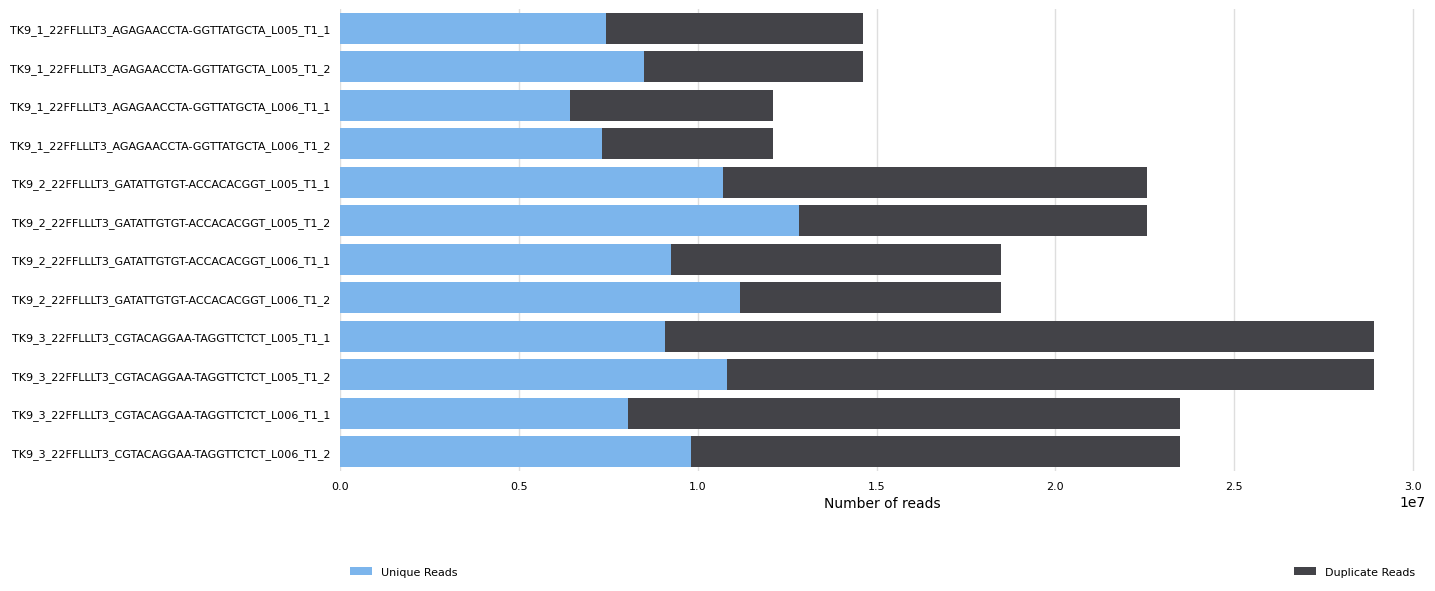 TK9_1_22FFLLLT3_AGAGAACCTA-GGTTATGCTA_L005_T1_1
TK9_1_22FFLLLT3_AGAGAACCTA-GGTTATGCTA_L005_T1_2
TK9_1_22FFLLLT3_AGAGAACCTA-GGTTATGCTA_L006_T1_1
TK9_1_22FFLLLT3_AGAGAACCTA-GGTTATGCTA_L006_T1_2
TK9_2_22FFLLLT3_GATATTGTGT-ACCACACGGT_L005_T1_1
TK9_2_22FFLLLT3_GATATTGTGT-ACCACACGGT_L005_T1_2
TK9_2_22FFLLLT3_GATATTGTGT-ACCACACGGT_L006_T1_1
TK9_2_22FFLLLT3_GATATTGTGT-ACCACACGGT_L006_T1_2
TK9_3_22FFLLLT3_CGTACAGGAA-TAGGTTCTCT_L005_T1_1
TK9_3_22FFLLLT3_CGTACAGGAA-TAGGTTCTCT_L005_T1_2
TK9_3_22FFLLLT3_CGTACAGGAA-TAGGTTCTCT_L006_T1_1
TK9_3_22FFLLLT3_CGTACAGGAA-TAGGTTCTCT_L006_T1_2
0.0 0.5 1.0 1.5 2.0 2.5 3.0
Number of reads 1e7
Unique Reads Duplicate Reads